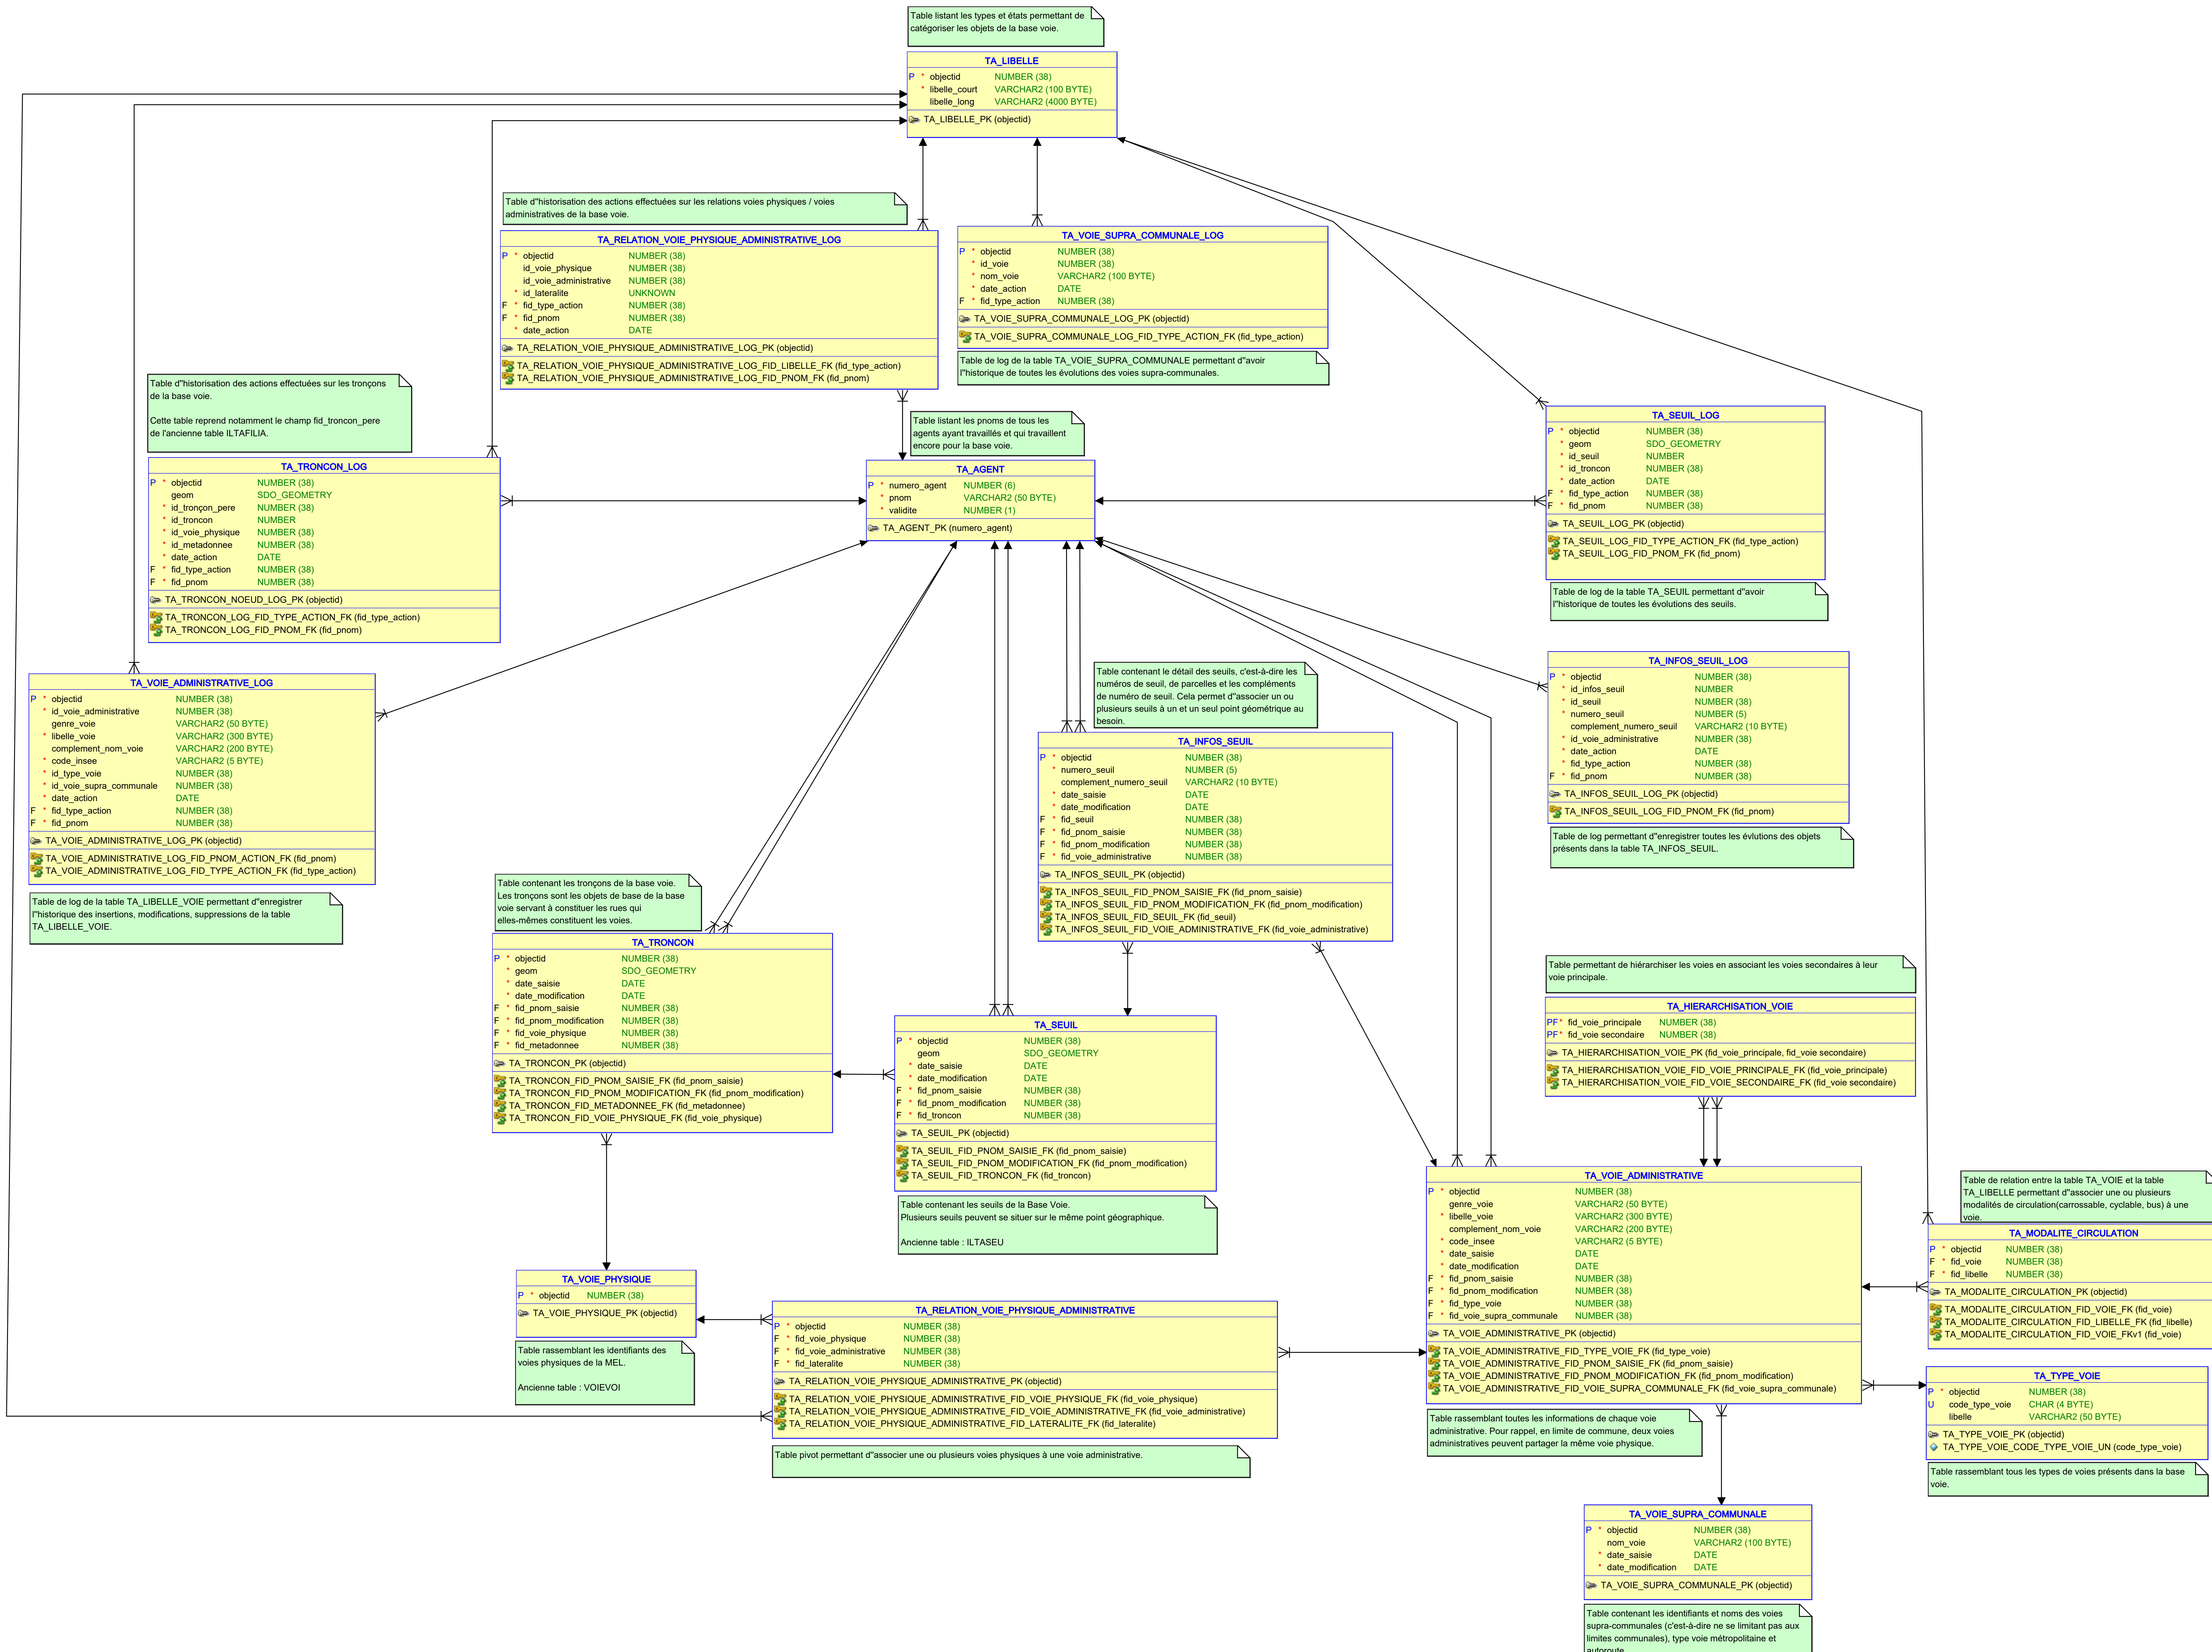 Table listant les types et états permettant de
catégoriser les objets de la base voie.
TA_LIBELLE
P * objectid NUMBER (38)
* libelle_court VARCHAR2 (100 BYTE)
libelle_long VARCHAR2 (4000 BYTE)
TA_LIBELLE_PK (objectid)
Table d''historisation des actions effectuées sur les relations voies physiques / voies
administratives de la base voie.
TA_RELATION_VOIE_PHYSIQUE_ADMINISTRATIVE_LOG
P * objectid NUMBER (38)
id_voie_physique NUMBER (38)
id_voie_administrative NUMBER (38)
* id_lateralite UNKNOWN
F * fid_type_action NUMBER (38)
F * fid_pnom NUMBER (38)
* date_action DATE
TA_RELATION_VOIE_PHYSIQUE_ADMINISTRATIVE_LOG_PK (objectid)
TA_RELATION_VOIE_PHYSIQUE_ADMINISTRATIVE_LOG_FID_LIBELLE_FK (fid_type_action)
TA_RELATION_VOIE_PHYSIQUE_ADMINISTRATIVE_LOG_FID_PNOM_FK (fid_pnom)
TA_VOIE_SUPRA_COMMUNALE_LOG
P * objectid NUMBER (38)
* id_voie NUMBER (38)
* nom_voie VARCHAR2 (100 BYTE)
* date_action DATE
F * fid_type_action NUMBER (38)
TA_VOIE_SUPRA_COMMUNALE_LOG_PK (objectid)
TA_VOIE_SUPRA_COMMUNALE_LOG_FID_TYPE_ACTION_FK (fid_type_action)
Table de log de la table TA_VOIE_SUPRA_COMMUNALE permettant d''avoir
l''historique de toutes les évolutions des voies supra-communales.
Table d''historisation des actions effectuées sur les tronçons
de la base voie.
Cette table reprend notamment le champ fid_troncon_pere
de l'ancienne table ILTAFILIA.
TA_TRONCON_LOG
P * objectid NUMBER (38)
geom SDO_GEOMETRY
* id_tronçon_pere NUMBER (38)
* id_troncon NUMBER
* id_voie_physique NUMBER (38)
* id_metadonnee NUMBER (38)
* date_action DATE
F * fid_type_action NUMBER (38)
F * fid_pnom NUMBER (38)
TA_TRONCON_NOEUD_LOG_PK (objectid)
TA_TRONCON_LOG_FID_TYPE_ACTION_FK (fid_type_action)
TA_TRONCON_LOG_FID_PNOM_FK (fid_pnom)
Table listant les pnoms de tous les
agents ayant travaillés et qui travaillent
encore pour la base voie.
TA_AGENT
P * numero_agent NUMBER (6)
* pnom VARCHAR2 (50 BYTE)
* validite NUMBER (1)
TA_AGENT_PK (numero_agent)
TA_SEUIL_LOG
P * objectid NUMBER (38)
* geom SDO_GEOMETRY
* id_seuil NUMBER
* id_troncon NUMBER (38)
* date_action DATE
F * fid_type_action NUMBER (38)
F * fid_pnom NUMBER (38)
TA_SEUIL_LOG_PK (objectid)
TA_SEUIL_LOG_FID_TYPE_ACTION_FK (fid_type_action)
TA_SEUIL_LOG_FID_PNOM_FK (fid_pnom)
Table de log de la table TA_SEUIL permettant d''avoir
l''historique de toutes les évolutions des seuils.
TA_VOIE_ADMINISTRATIVE_LOG
P * objectid NUMBER (38)
* id_voie_administrative NUMBER (38)
genre_voie VARCHAR2 (50 BYTE)
* libelle_voie VARCHAR2 (300 BYTE)
complement_nom_voie VARCHAR2 (200 BYTE)
* code_insee VARCHAR2 (5 BYTE)
* id_type_voie NUMBER (38)
* id_voie_supra_communale NUMBER (38)
* date_action DATE
F * fid_type_action NUMBER (38)
F * fid_pnom NUMBER (38)
TA_VOIE_ADMINISTRATIVE_LOG_PK (objectid)
TA_VOIE_ADMINISTRATIVE_LOG_FID_PNOM_ACTION_FK (fid_pnom)
TA_VOIE_ADMINISTRATIVE_LOG_FID_TYPE_ACTION_FK (fid_type_action)
Table de log de la table TA_LIBELLE_VOIE permettant d''enregistrer
l''historique des insertions, modifications, suppressions de la table
TA_LIBELLE_VOIE.
Table contenant le détail des seuils, c'est-à-dire les
numéros de seuil, de parcelles et les compléments
de numéro de seuil. Cela permet d''associer un ou
plusieurs seuils à un et un seul point géométrique au
besoin.
TA_INFOS_SEUIL
P * objectid NUMBER (38)
* numero_seuil NUMBER (5)
complement_numero_seuil VARCHAR2 (10 BYTE)
* date_saisie DATE
* date_modification DATE
F * fid_seuil NUMBER (38)
F * fid_pnom_saisie NUMBER (38)
F * fid_pnom_modification NUMBER (38)
F * fid_voie_administrative NUMBER (38)
TA_INFOS_SEUIL_PK (objectid)
TA_INFOS_SEUIL_FID_PNOM_SAISIE_FK (fid_pnom_saisie)
TA_INFOS_SEUIL_FID_PNOM_MODIFICATION_FK (fid_pnom_modification)
TA_INFOS_SEUIL_FID_SEUIL_FK (fid_seuil)
TA_INFOS_SEUIL_FID_VOIE_ADMINISTRATIVE_FK (fid_voie_administrative)
TA_INFOS_SEUIL_LOG
P * objectid NUMBER (38)
* id_infos_seuil NUMBER
* id_seuil NUMBER (38)
* numero_seuil NUMBER (5)
complement_numero_seuil VARCHAR2 (10 BYTE)
* id_voie_administrative NUMBER (38)
* date_action DATE
* fid_type_action NUMBER (38)
F * fid_pnom NUMBER (38)
TA_INFOS_SEUIL_LOG_PK (objectid)
TA_INFOS_SEUIL_LOG_FID_PNOM_FK (fid_pnom)
Table de log permettant d''enregistrer toutes les évlutions des objets
présents dans la table TA_INFOS_SEUIL.
Table contenant les tronçons de la base voie.
Les tronçons sont les objets de base de la base
voie servant à constituer les rues qui
elles-mêmes constituent les voies.
TA_TRONCON
P * objectid NUMBER (38)
* geom SDO_GEOMETRY
* date_saisie DATE
* date_modification DATE
F * fid_pnom_saisie NUMBER (38)
F * fid_pnom_modification NUMBER (38)
F * fid_voie_physique NUMBER (38)
F * fid_metadonnee NUMBER (38)
TA_TRONCON_PK (objectid)
TA_TRONCON_FID_PNOM_SAISIE_FK (fid_pnom_saisie)
TA_TRONCON_FID_PNOM_MODIFICATION_FK (fid_pnom_modification)
TA_TRONCON_FID_METADONNEE_FK (fid_metadonnee)
TA_TRONCON_FID_VOIE_PHYSIQUE_FK (fid_voie_physique)
TA_SEUIL
P * objectid NUMBER (38)
geom SDO_GEOMETRY
* date_saisie DATE
* date_modification DATE
F * fid_pnom_saisie NUMBER (38)
F * fid_pnom_modification NUMBER (38)
F * fid_troncon NUMBER (38)
TA_SEUIL_PK (objectid)
TA_SEUIL_FID_PNOM_SAISIE_FK (fid_pnom_saisie)
TA_SEUIL_FID_PNOM_MODIFICATION_FK (fid_pnom_modification)
TA_SEUIL_FID_TRONCON_FK (fid_troncon)
Table contenant les seuils de la Base Voie.
Plusieurs seuils peuvent se situer sur le même point géographique.
Ancienne table : ILTASEU
Table permettant de hiérarchiser les voies en associant les voies secondaires à leur
voie principale.
TA_HIERARCHISATION_VOIE
PF * fid_voie_principale NUMBER (38)
PF * fid_voie secondaire NUMBER (38)
TA_HIERARCHISATION_VOIE_PK (fid_voie_principale, fid_voie secondaire)
TA_HIERARCHISATION_VOIE_FID_VOIE_PRINCIPALE_FK (fid_voie_principale)
TA_HIERARCHISATION_VOIE_FID_VOIE_SECONDAIRE_FK (fid_voie secondaire)
TA_VOIE_ADMINISTRATIVE
P * objectid NUMBER (38)
genre_voie VARCHAR2 (50 BYTE)
* libelle_voie VARCHAR2 (300 BYTE)
complement_nom_voie VARCHAR2 (200 BYTE)
* code_insee VARCHAR2 (5 BYTE)
* date_saisie DATE
* date_modification DATE
F * fid_pnom_saisie NUMBER (38)
F * fid_pnom_modification NUMBER (38)
F * fid_type_voie NUMBER (38)
F * fid_voie_supra_communale NUMBER (38)
TA_VOIE_ADMINISTRATIVE_PK (objectid)
TA_VOIE_ADMINISTRATIVE_FID_TYPE_VOIE_FK (fid_type_voie)
TA_VOIE_ADMINISTRATIVE_FID_PNOM_SAISIE_FK (fid_pnom_saisie)
TA_VOIE_ADMINISTRATIVE_FID_PNOM_MODIFICATION_FK (fid_pnom_modification)
TA_VOIE_ADMINISTRATIVE_FID_VOIE_SUPRA_COMMUNALE_FK (fid_voie_supra_communale)
Table rassemblant toutes les informations de chaque voie
administrative. Pour rappel, en limite de commune, deux voies
administratives peuvent partager la même voie physique.
Table de relation entre la table TA_VOIE et la table
TA_LIBELLE permettant d''associer une ou plusieurs
modalités de circulation(carrossable, cyclable, bus) à une
voie.
TA_MODALITE_CIRCULATION
P * objectid NUMBER (38)
F * fid_voie NUMBER (38)
F * fid_libelle NUMBER (38)
TA_MODALITE_CIRCULATION_PK (objectid)
TA_MODALITE_CIRCULATION_FID_VOIE_FK (fid_voie)
TA_MODALITE_CIRCULATION_FID_LIBELLE_FK (fid_libelle)
TA_MODALITE_CIRCULATION_FID_VOIE_FKv1 (fid_voie)
TA_TYPE_VOIE
P * objectid NUMBER (38)
U code_type_voie CHAR (4 BYTE)
libelle VARCHAR2 (50 BYTE)
TA_TYPE_VOIE_PK (objectid)
TA_TYPE_VOIE_CODE_TYPE_VOIE_UN (code_type_voie)
Table rassemblant tous les types de voies présents dans la base
voie.
TA_VOIE_PHYSIQUE
P * objectid NUMBER (38)
TA_VOIE_PHYSIQUE_PK (objectid)
Table rassemblant les identifiants des
voies physiques de la MEL.
Ancienne table : VOIEVOI
TA_RELATION_VOIE_PHYSIQUE_ADMINISTRATIVE
P * objectid NUMBER (38)
F * fid_voie_physique NUMBER (38)
F * fid_voie_administrative NUMBER (38)
F * fid_lateralite NUMBER (38)
TA_RELATION_VOIE_PHYSIQUE_ADMINISTRATIVE_PK (objectid)
TA_RELATION_VOIE_PHYSIQUE_ADMINISTRATIVE_FID_VOIE_PHYSIQUE_FK (fid_voie_physique)
TA_RELATION_VOIE_PHYSIQUE_ADMINISTRATIVE_FID_VOIE_ADMINISTRATIVE_FK (fid_voie_administrative)
TA_RELATION_VOIE_PHYSIQUE_ADMINISTRATIVE_FID_LATERALITE_FK (fid_lateralite)
Table pivot permettant d''associer une ou plusieurs voies physiques à une voie administrative.
TA_VOIE_SUPRA_COMMUNALE
P * objectid NUMBER (38)
nom_voie VARCHAR2 (100 BYTE)
* date_saisie DATE
* date_modification DATE
TA_VOIE_SUPRA_COMMUNALE_PK (objectid)
Table contenant les identifiants et noms des voies
supra-communales (c'est-à-dire ne se limitant pas aux
limites communales), type voie métropolitaine et
autoroute